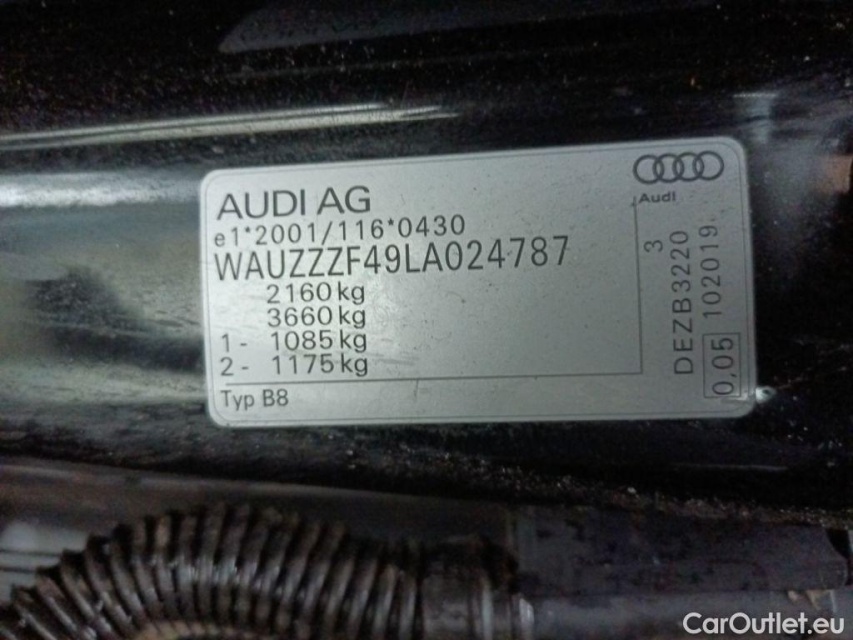 AUDI AG
e1*2001/116*0430
WAUZZZF49LA024787
2160 kg
3660 kg
1 - 1085 kg
2 - 1175 kg
Typ B8
Audi
3
DEZB3220
102019
0,05
CarOutlet.eu